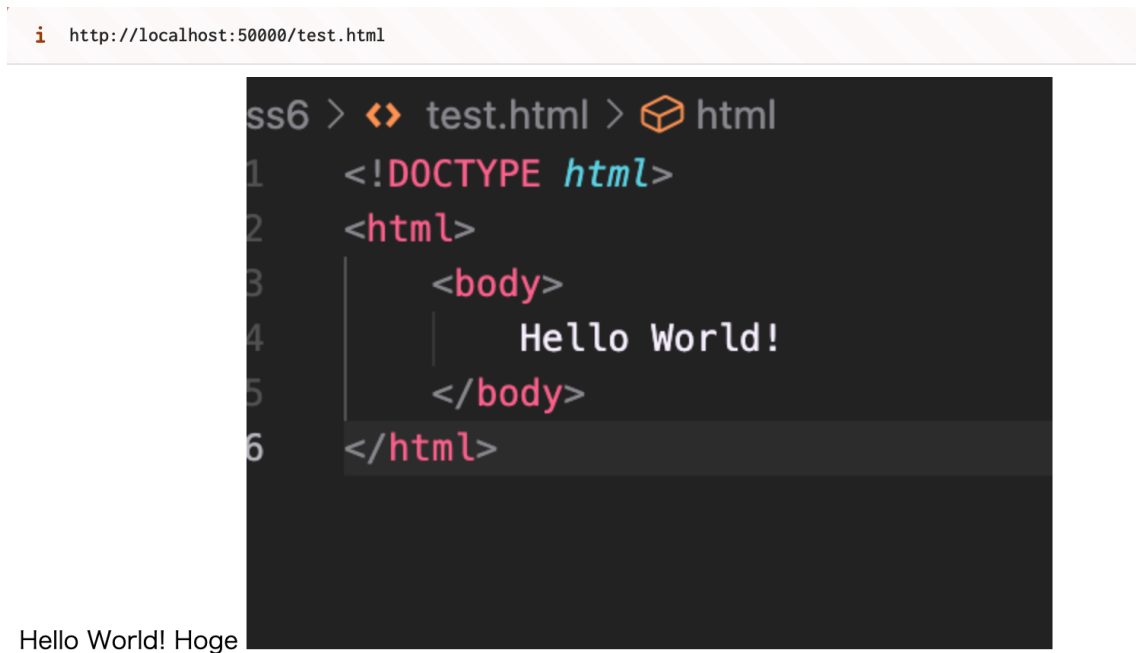 i http://localhost:50000/test.html
ss6 > <> test.html > html
1 <!DOCTYPE html>
2 <html>
3 <body>
4 Hello World!
5 </body>
6 </html>
Hello World! Hoge